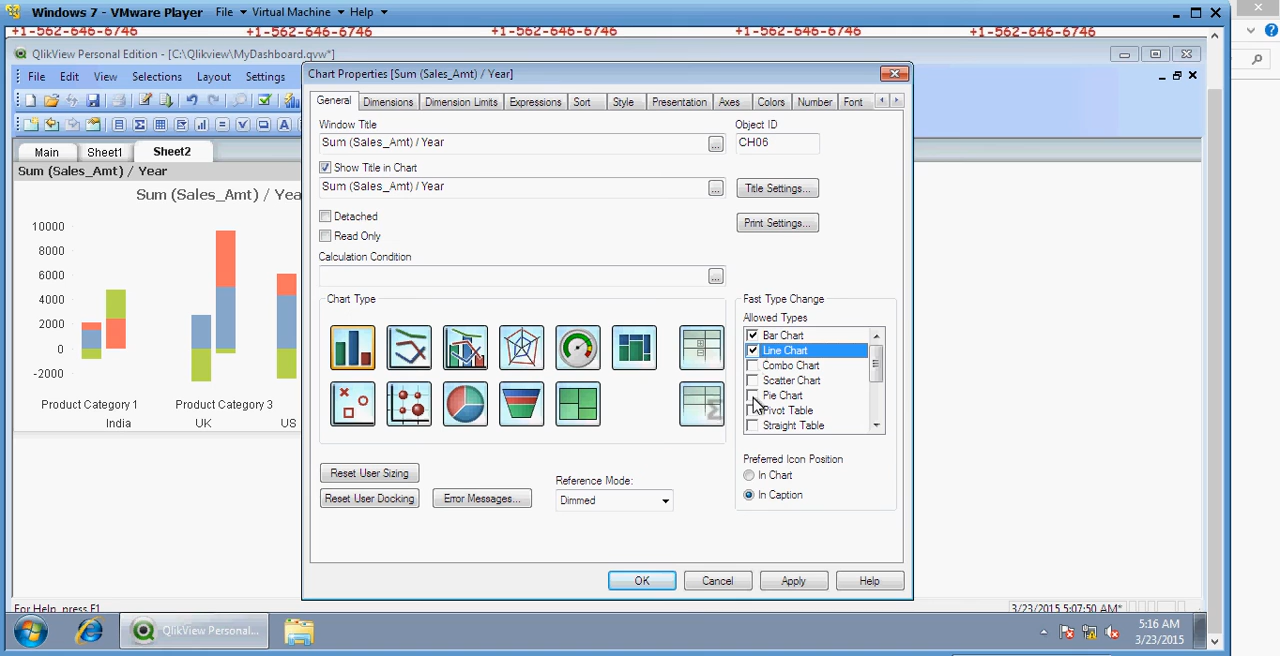 Windows 7 - VMware Player File Virtual Machine Help
+1-562-646-6746 +1-562-646-6746 +1-562-646-6746 +1-562-646-6746 +1-562-646-6746
QlikView Personal Edition - [C:\Qlikview\MyDashboard.qvw*]
File Edit View Selections Layout Settings
Main Sheet1 Sheet2
Sum (Sales_Amt) / Year
Sum (Sales_Amt) / Yea
10000
8000
6000
4000
2000
0
-2000
Product Category 1 Product Category 3
India UK US
Chart Properties [Sum (Sales_Amt) / Year]
General Dimensions Dimension Limits Expressions Sort Style Presentation Axes Colors Number Font
Window Title
Sum (Sales_Amt) / Year
Object ID
CH06
Show Title in Chart
Sum (Sales_Amt) / Year
Title Settings...
Detached
Read Only
Print Settings...
Calculation Condition
Chart Type
Fast Type Change
Allowed Types
Bar Chart
Line Chart
Combo Chart
Scatter Chart
Pie Chart
Pivot Table
Straight Table
Preferred Icon Position
In Chart
In Caption
Reset User Sizing
Reset User Docking
Error Messages...
Reference Mode:
Dimmed
OK Cancel Apply Help
For Help, press F1
3/23/2015 5:07:50 AM*
QlikView Personal...
5:16 AM
3/23/2015